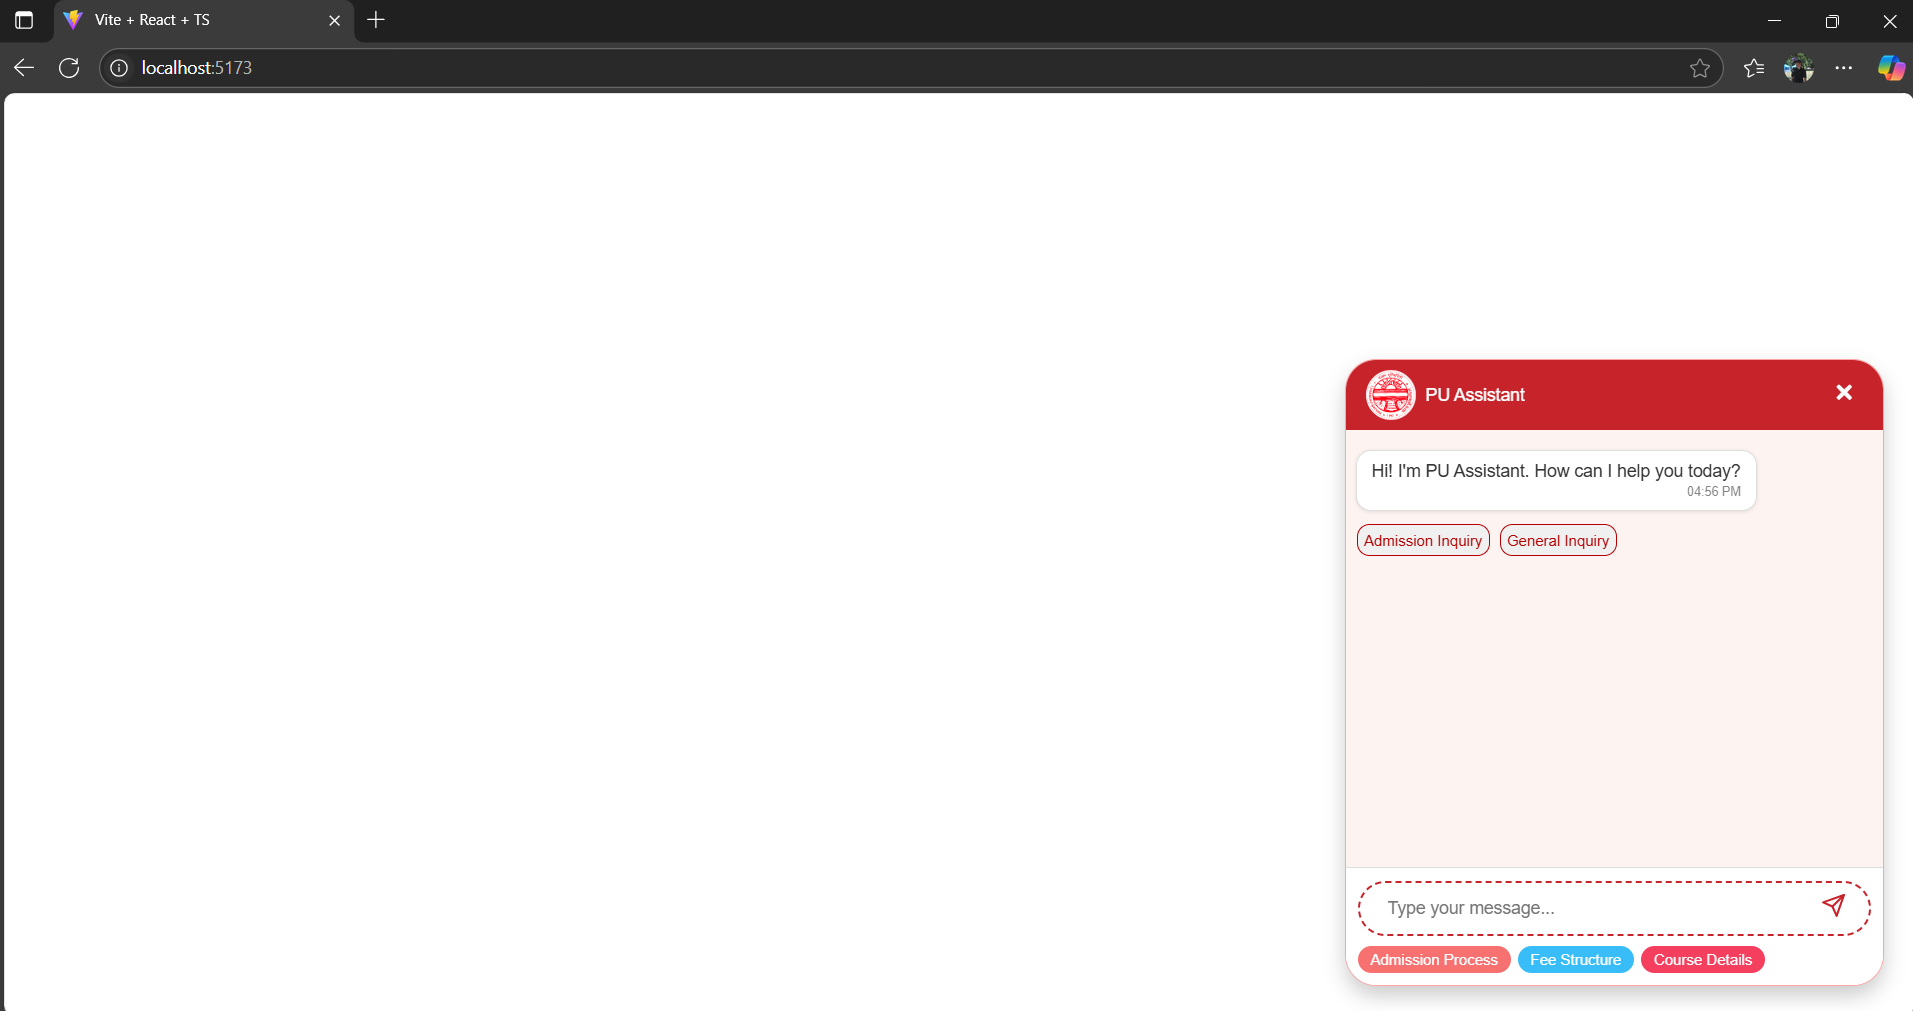 Vite + React + TS
localhost:5173
PU Assistant
Hi! I'm PU Assistant. How can I help you today?
04:56 PM
Admission Inquiry
General Inquiry
Type your message...
Admission Process
Fee Structure
Course Details